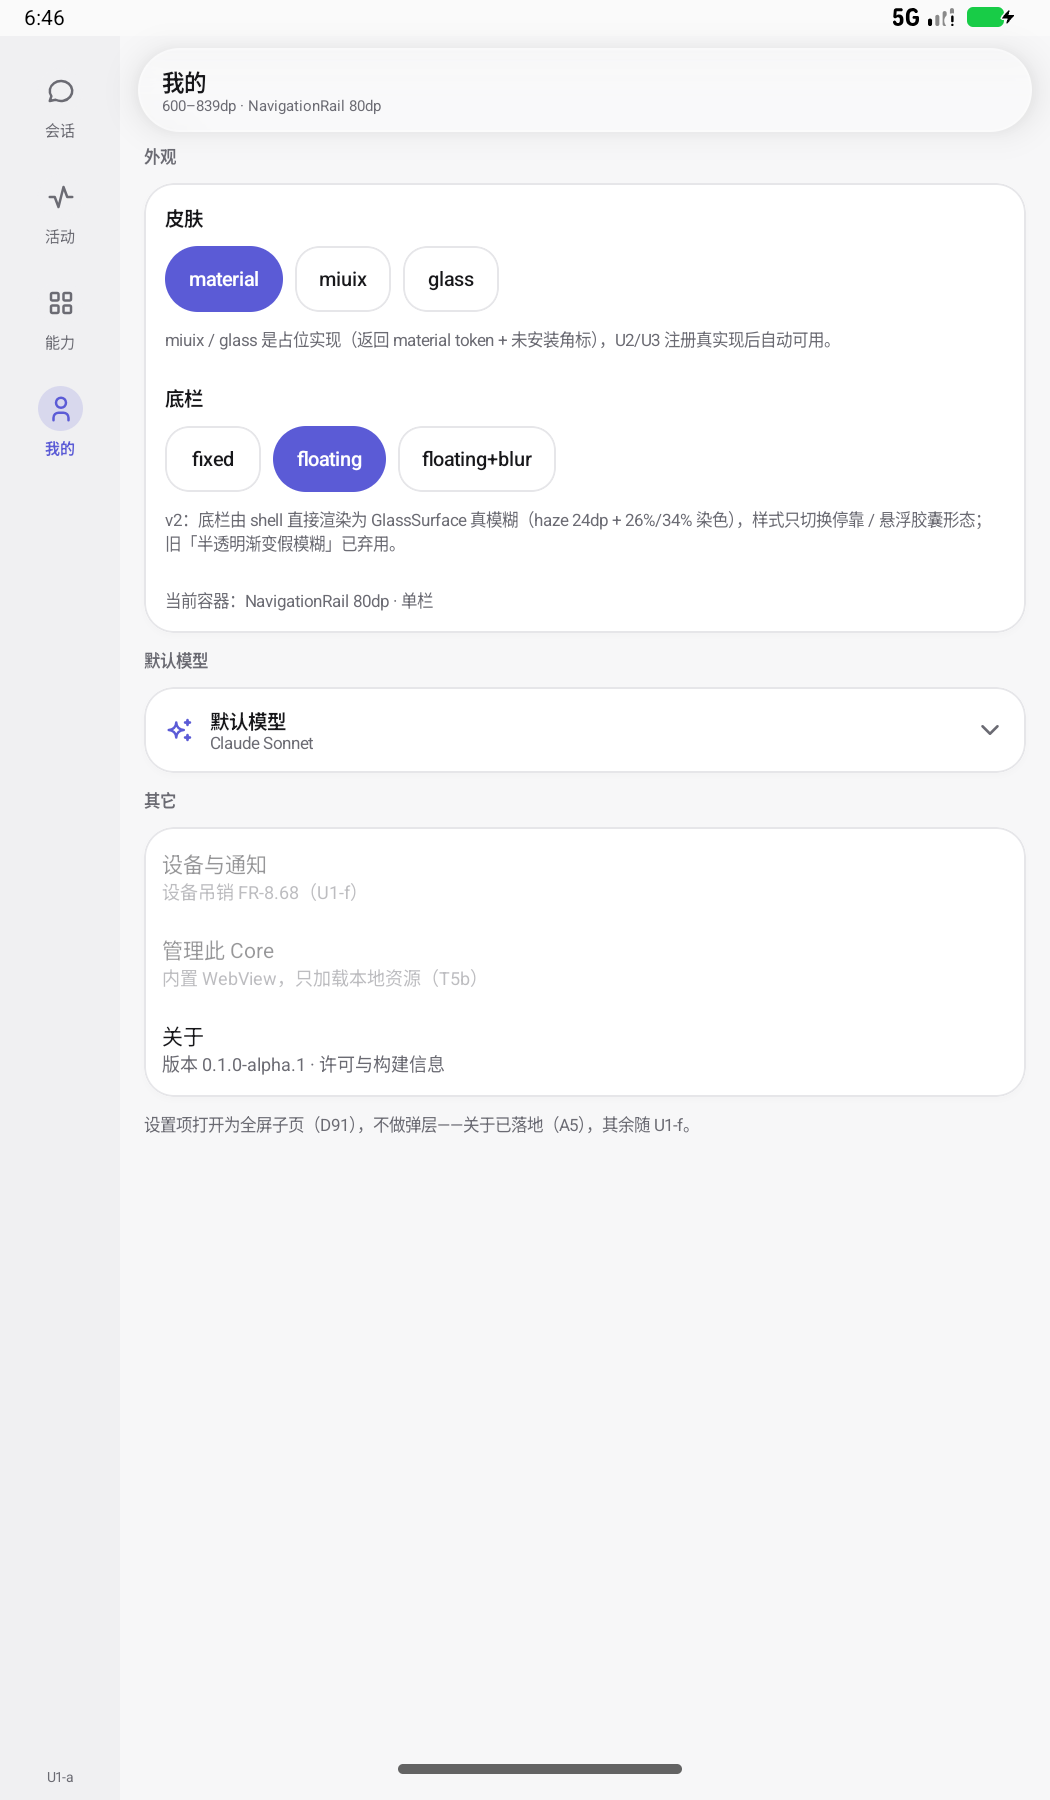 6:46
5G
会话
活动
能力
我的
U1-a
我的
600–839dp · NavigationRail 80dp
外观
皮肤
material
miuix
glass
miuix / glass 是占位实现（返回 material token + 未安装角标），U2/U3 注册真实现后自动可用。
底栏
fixed
floating
floating+blur
v2：底栏由 shell 直接渲染为 GlassSurface 真模糊（haze 24dp + 26%/34% 染色），样式只切换停靠 / 悬浮胶囊形态；
旧「半透明渐变假模糊」已弃用。
当前容器：NavigationRail 80dp · 单栏
默认模型
默认模型
Claude Sonnet
其它
设备与通知
设备吊销 FR-8.68（U1-f）
管理此 Core
内置 WebView，只加载本地资源（T5b）
关于
版本 0.1.0-alpha.1 · 许可与构建信息
设置项打开为全屏子页（D91），不做弹层——关于已落地（A5），其余随 U1-f。